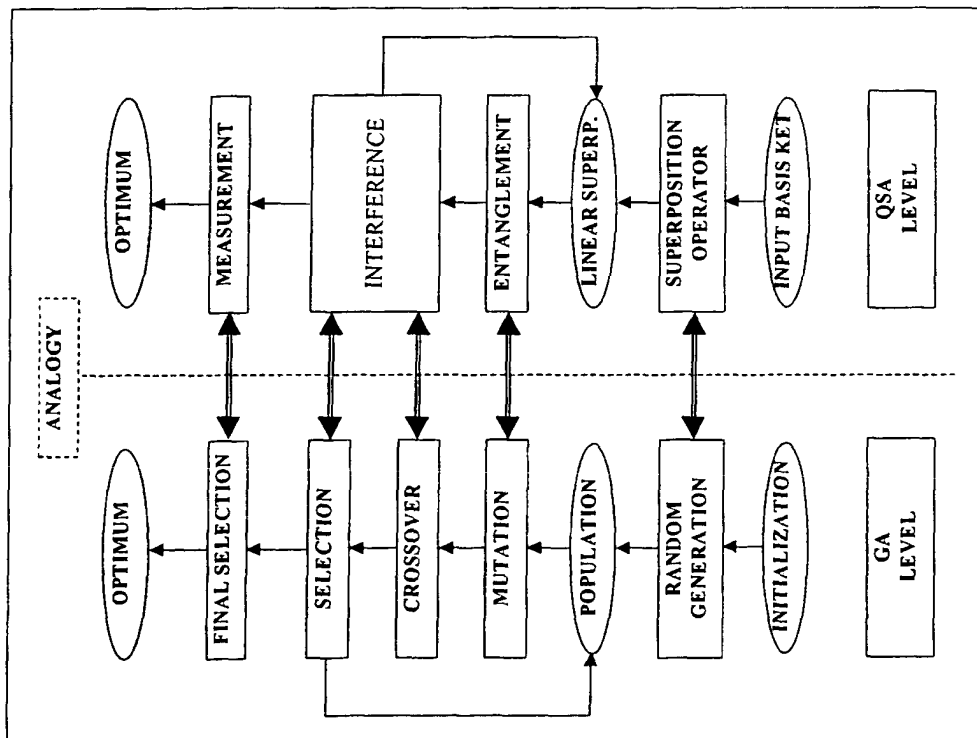 ANALOGY
OPTIMUM
FINAL SELECTION
SELECTION
CROSSOVER
MUTATION
POPULATION
RANDOM
GENERATION
INITIALIZATION
GA
LEVEL
OPTIMUM
MEASUREMENT
INTERFERENCE
ENTANGLEMENT
LINEAR SUPERP.
SUPERPOSITION
OPERATOR
INPUT BASIS KET
QSA
LEVEL